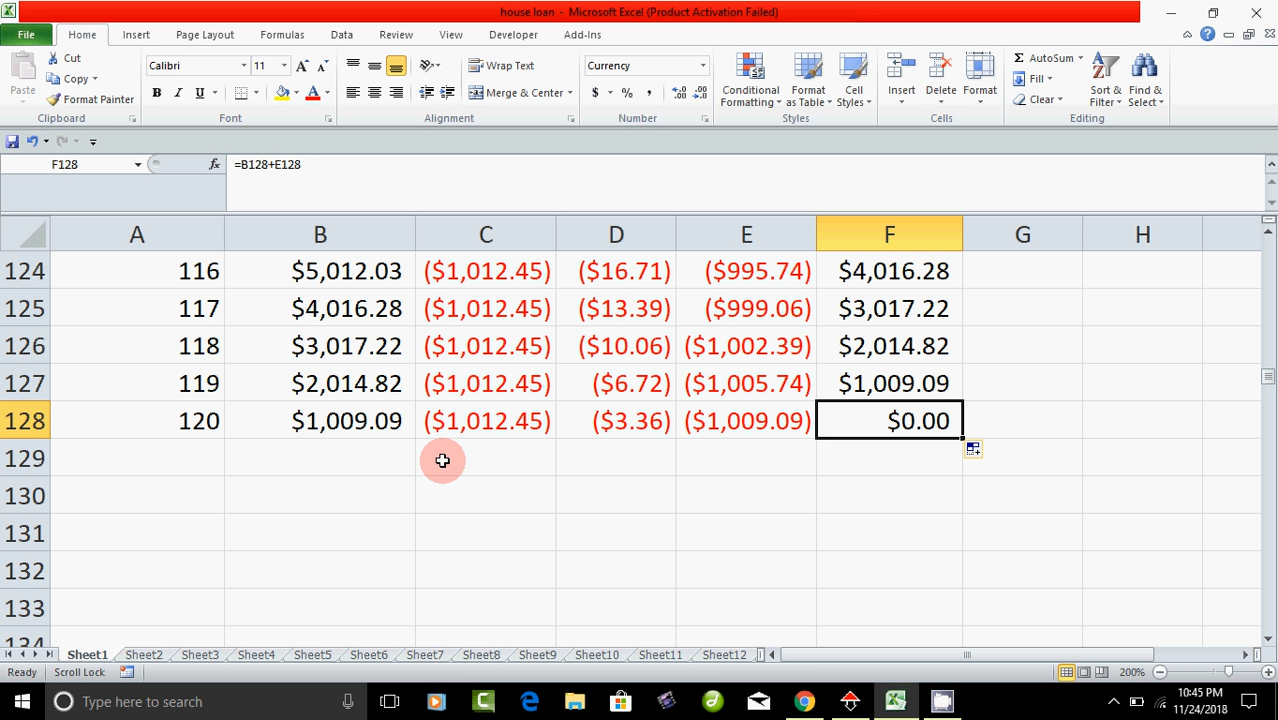 house loan - Microsoft Excel (Product Activation Failed)
File Home Insert Page Layout Formulas Data Review View Developer Add-Ins
Paste Cut Copy Format Painter Clipboard
Calibri 11 A A B I U A Font
Wrap Text Merge & Center Alignment
Currency $ % , .0 .00 .00 .0 Number
Conditional Formatting Format as Table Cell Styles Styles
Insert Delete Format Cells
Σ AutoSum Fill Clear Sort & Filter Find & Select Editing
F128 fx =B128+E128
A B C D E F G H
124 116 $5,012.03 ($1,012.45) ($16.71) ($995.74) $4,016.28
125 117 $4,016.28 ($1,012.45) ($13.39) ($999.06) $3,017.22
126 118 $3,017.22 ($1,012.45) ($10.06) ($1,002.39) $2,014.82
127 119 $2,014.82 ($1,012.45) ($6.72) ($1,005.74) $1,009.09
128 120 $1,009.09 ($1,012.45) ($3.36) ($1,009.09) $0.00
129
130
131
132
133
134
Sheet1 Sheet2 Sheet3 Sheet4 Sheet5 Sheet6 Sheet7 Sheet8 Sheet9 Sheet10 Sheet11 Sheet12
Ready Scroll Lock 200%
Type here to search
10:45 PM
11/24/2018